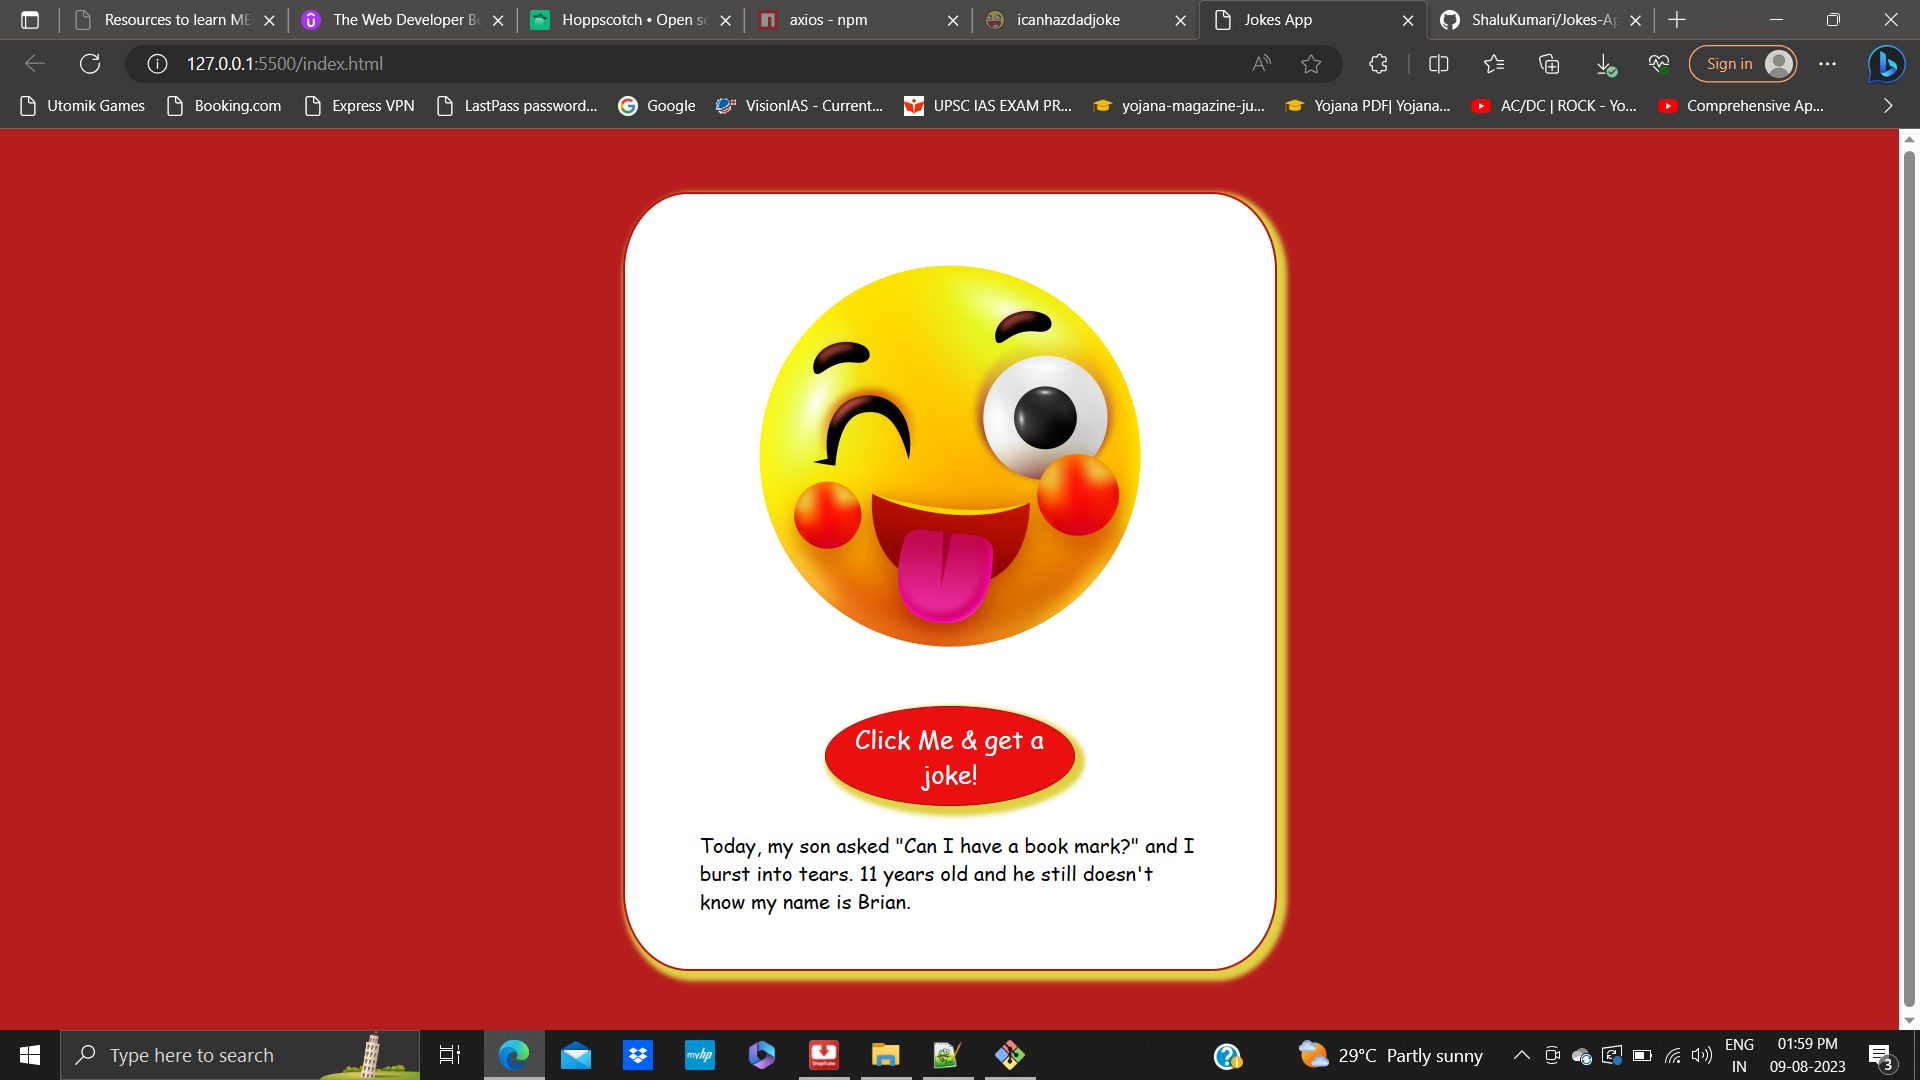 Resources to learn ME
The Web Developer Bo
Hoppscotch • Open so
axios - npm
icanhazdadjoke
Jokes App
ShaluKumari/Jokes-Ap
127.0.0.1:5500/index.html
Sign in
Utomik Games
Booking.com
Express VPN
LastPass password...
Google
VisionIAS - Current...
UPSC IAS EXAM PR...
yojana-magazine-ju...
Yojana PDF| Yojana...
AC/DC | ROCK - Yo...
Comprehensive Ap...
Click Me & get a
joke!
Today, my son asked "Can I have a book mark?" and I
burst into tears. 11 years old and he still doesn't
know my name is Brian.
Type here to search
myhp
29°C Partly sunny
ENG
IN
01:59 PM
09-08-2023
3